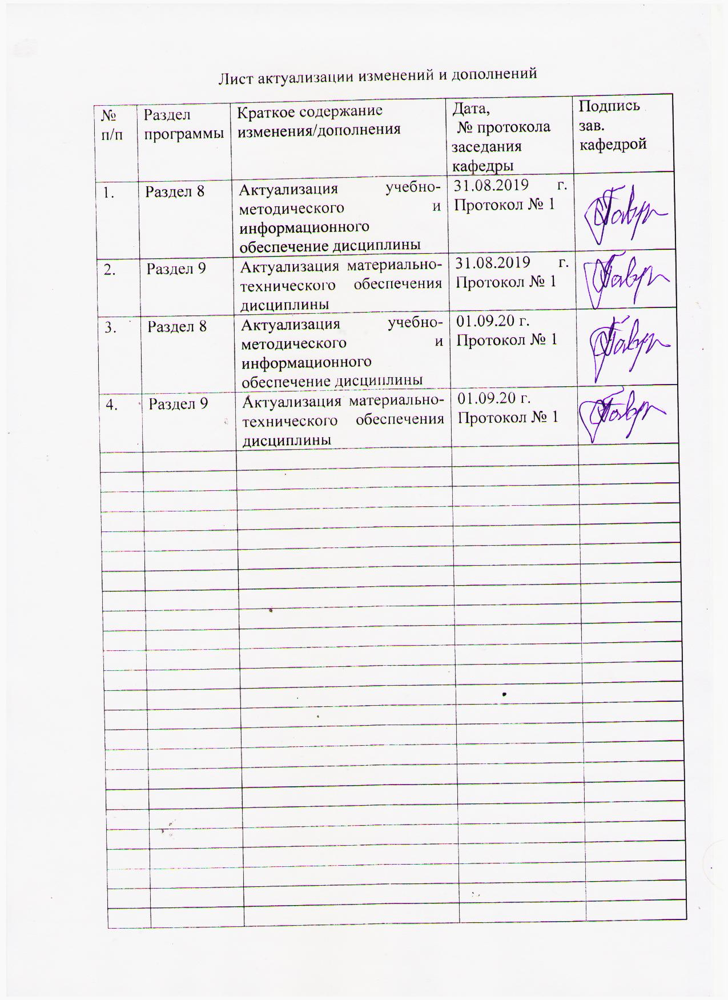 Лист актуализации изменений и дополнений
№
п/п
Раздел
программы
Краткое содержание
изменения/дополнения
Дата,
№ протокола
заседания
кафедры
Подпись
зав.
кафедрой
1.
Раздел 8
Актуализация учебно-
методического и
информационного
обеспечение дисциплины
31.08.2019 г.
Протокол № 1
2.
Раздел 9
Актуализация материально-
технического обеспечения
дисциплины
31.08.2019 г.
Протокол № 1
3.
Раздел 8
Актуализация учебно-
методического и
информационного
обеспечение дисциплины
01.09.20 г.
Протокол № 1
4.
Раздел 9
Актуализация материально-
технического обеспечения
дисциплины
01.09.20 г.
Протокол № 1